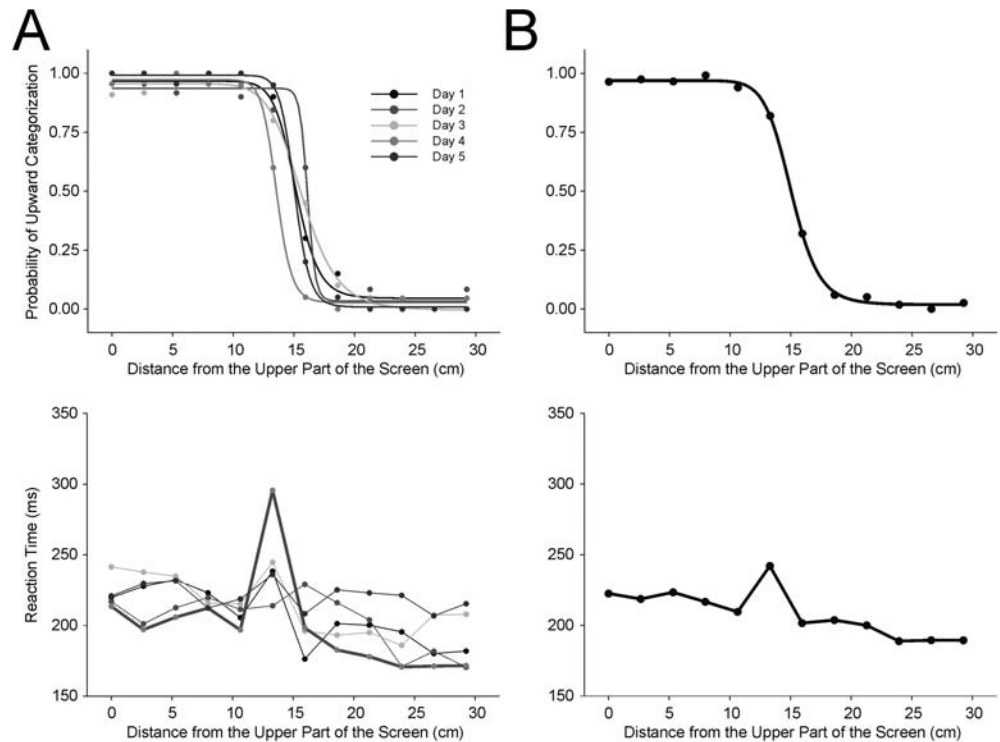 A
B
1.00
0.75
0.50
0.25
0.00
Probability of Upward Categorization
Day 1
Day 2
Day 3
Day 4
Day 5
0 5 10 15 20 25 30
Distance from the Upper Part of the Screen (cm)
1.00
0.75
0.50
0.25
0.00
0 5 10 15 20 25 30
Distance from the Upper Part of the Screen (cm)
350
300
250
200
150
Reaction Time (ms)
0 5 10 15 20 25 30
Distance from the Upper Part of the Screen (cm)
350
300
250
200
150
0 5 10 15 20 25 30
Distance from the Upper Part of the Screen (cm)